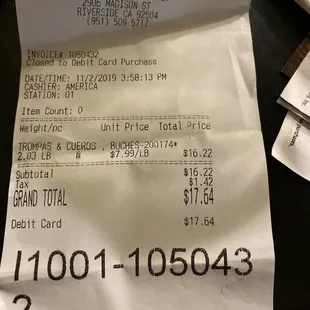 2906 MADISON ST
RIVERSIDE CA 92504
(951) 509 5717
INVOICE# 1050432
Closed to Debit Card Purchase
DATE/TIME: 11/2/2019 3:58:13 PM
CASHIER: AMERICA
STATION: 01
Item Count: 0
Weight/pc Unit Price Total Price
TROMPAS & CUEROS , BUCHES-200174*
2.03 LB @ $7.99/LB $16.22
Subtotal $16.22
Tax $1.42
GRAND TOTAL $17.64
Debit Card $17.64
I1001-105043
2